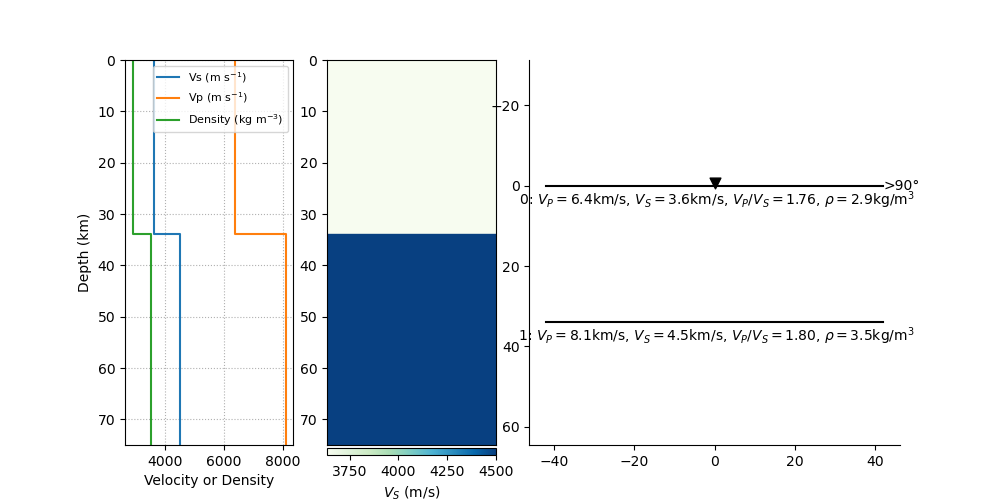 0
10
20
30
40
50
60
70
Depth (km)
4000 6000 8000
Velocity or Density
Vs (m s⁻¹)
Vp (m s⁻¹)
Density (kg m⁻³)
0
10
20
30
40
50
60
70
3750 4000 4250 4500
V_S (m/s)
−20
0
20
40
60
>90°
0: V_P = 6.4km/s, V_S = 3.6km/s, V_P/V_S = 1.76, ρ = 2.9kg/m³
1: V_P = 8.1km/s, V_S = 4.5km/s, V_P/V_S = 1.80, ρ = 3.5kg/m³
−40 −20 0 20 40